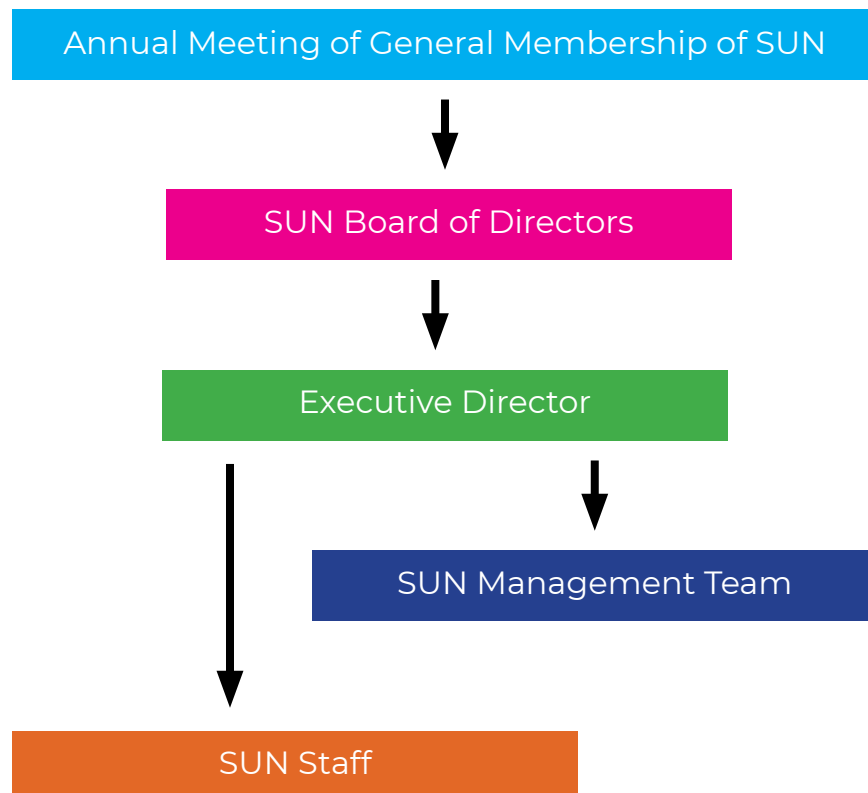 Annual Meeting of General Membership of SUN
SUN Board of Directors
Executive Director
SUN Management Team
SUN Staff